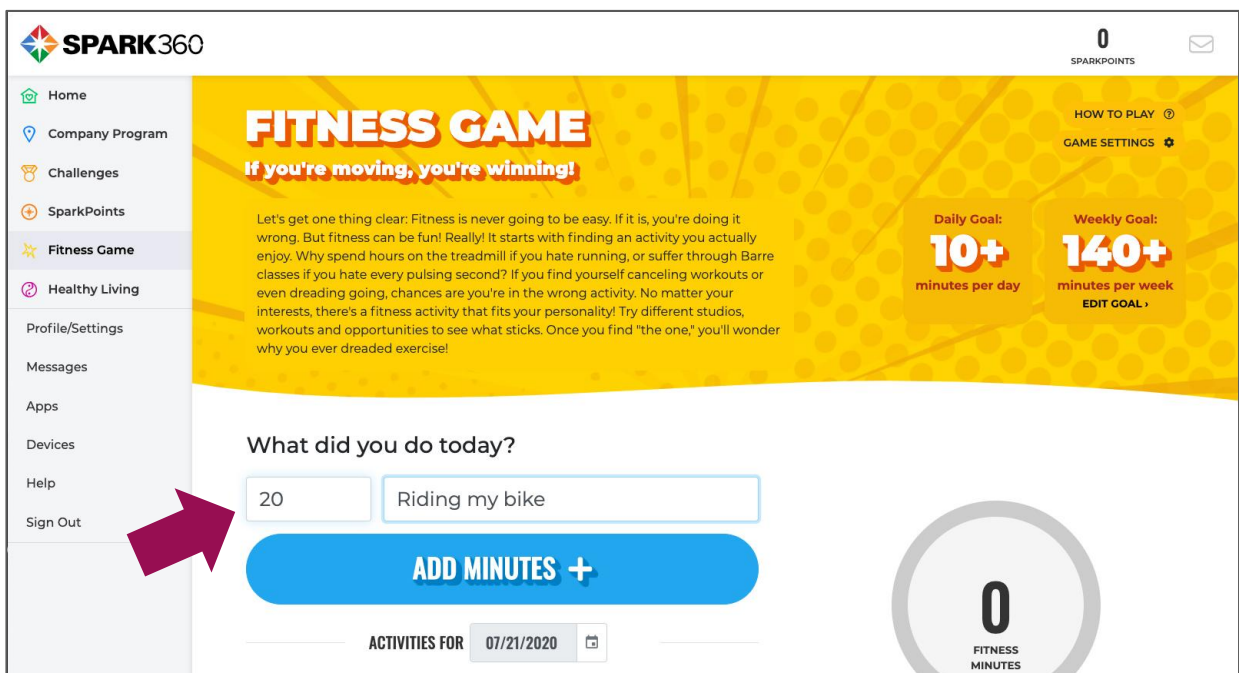 SPARK360
0
SPARKPOINTS
Home
Company Program
Challenges
SparkPoints
Fitness Game
Healthy Living
Profile/Settings
Messages
Apps
Devices
Help
Sign Out
FITNESS GAME
If you're moving, you're winning!
HOW TO PLAY ?
GAME SETTINGS
Let's get one thing clear: Fitness is never going to be easy. If it is, you're doing it
wrong. But fitness can be fun! Really! It starts with finding an activity you actually
enjoy. Why spend hours on the treadmill if you hate running, or suffer through Barre
classes if you hate every pulsing second? If you find yourself canceling workouts or
even dreading going, chances are you're in the wrong activity. No matter your
interests, there's a fitness activity that fits your personality! Try different studios,
workouts and opportunities to see what sticks. Once you find "the one," you'll wonder
why you ever dreaded exercise!
Daily Goal:
10+
minutes per day
Weekly Goal:
140+
minutes per week
EDIT GOAL ›
What did you do today?
20
Riding my bike
ADD MINUTES +
ACTIVITIES FOR 07/21/2020
0
FITNESS
MINUTES